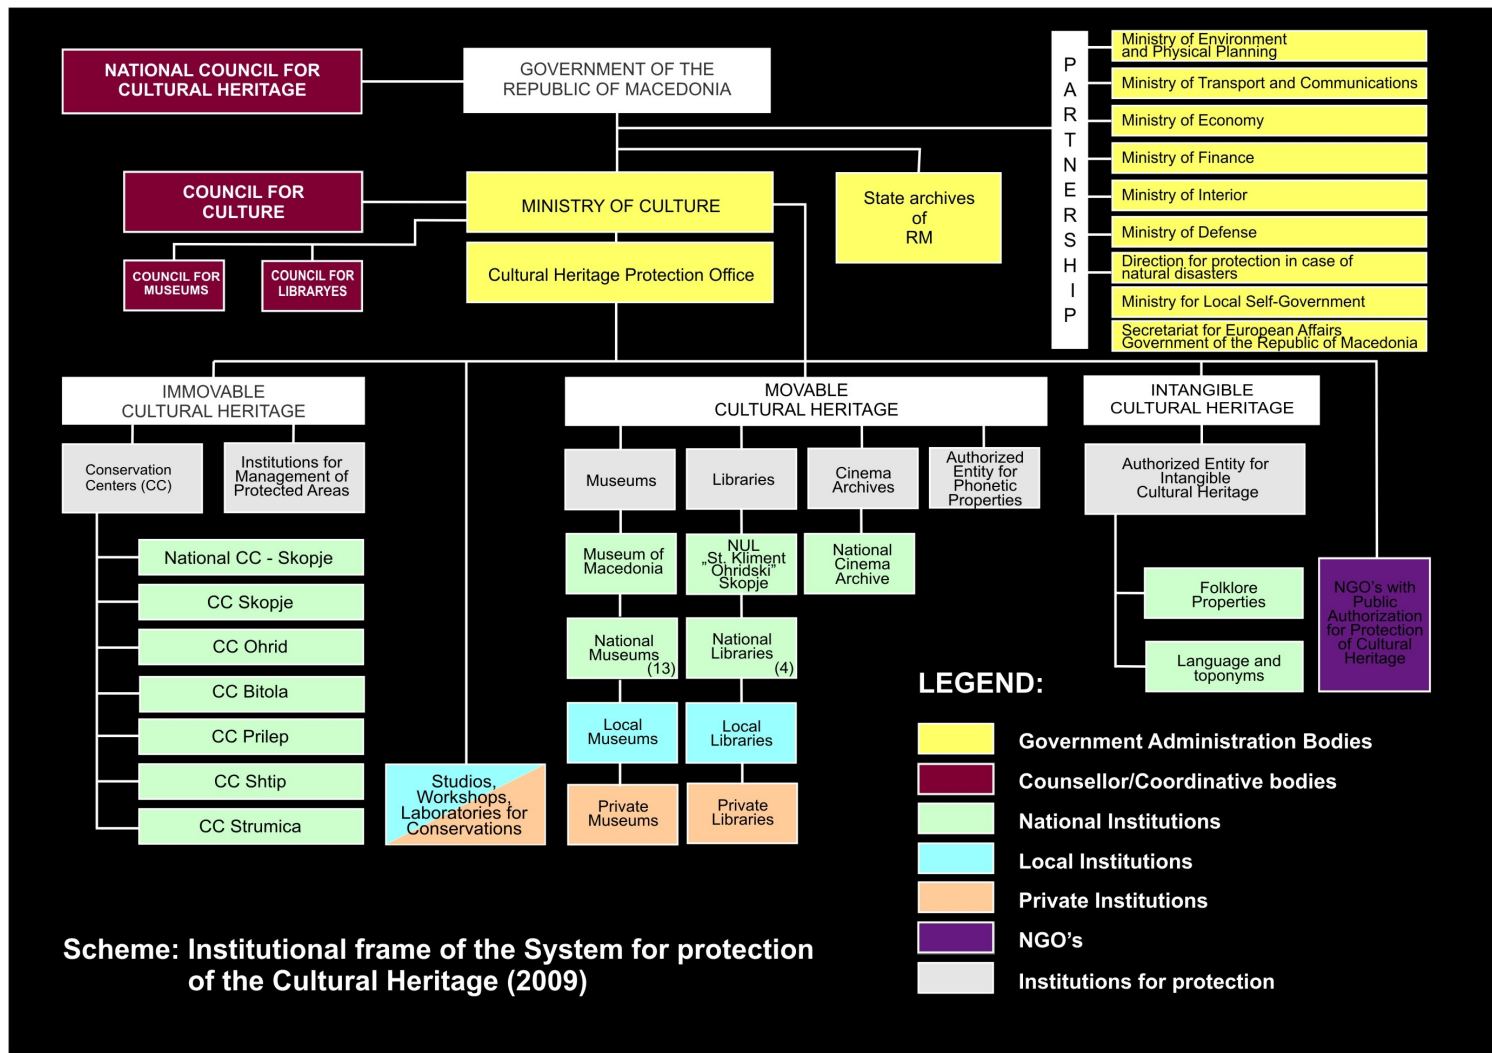 NATIONAL COUNCIL FOR
CULTURAL HERITAGE
GOVERNMENT OF THE
REPUBLIC OF MACEDONIA
PARTNERSHIP
Ministry of Environment
and Physical Planning
Ministry of Transport and Communications
Ministry of Economy
Ministry of Finance
Ministry of Interior
Ministry of Defense
Direction for protection in case of
natural disasters
Ministry for Local Self-Government
Secretariat for European Affairs
Government of the Republic of Macedonia
COUNCIL FOR
CULTURE
MINISTRY OF CULTURE
State archives
of
RM
COUNCIL FOR
MUSEUMS
COUNCIL FOR
LIBRARYES
Cultural Heritage Protection Office
IMMOVABLE
CULTURAL HERITAGE
MOVABLE
CULTURAL HERITAGE
INTANGIBLE
CULTURAL HERITAGE
Conservation
Centers (CC)
Institutions for
Management of
Protected Areas
Museums
Libraries
Cinema
Archives
Authorized
Entity for
Phonetic
Properties
Authorized Entity for
Intangible
Cultural Heritage
National CC - Skopje
CC Skopje
CC Ohrid
CC Bitola
CC Prilep
CC Shtip
CC Strumica
Studios,
Workshops,
Laboratories for
Conservations
Museum of
Macedonia
National
Museums
(13)
Local
Museums
Private
Museums
NUL
„St. Kliment
Ohridski”
Skopje
National
Libraries
(4)
Local
Libraries
Private
Libraries
National
Cinema
Archive
Folklore
Properties
Language and
toponyms
NGO’s with
Public
Authorization
for Protection
of Cultural
Heritage
LEGEND:
Government Administration Bodies
Counsellor/Coordinative bodies
National Institutions
Local Institutions
Private Institutions
NGO’s
Institutions for protection
Scheme: Institutional frame of the System for protection
of the Cultural Heritage (2009)